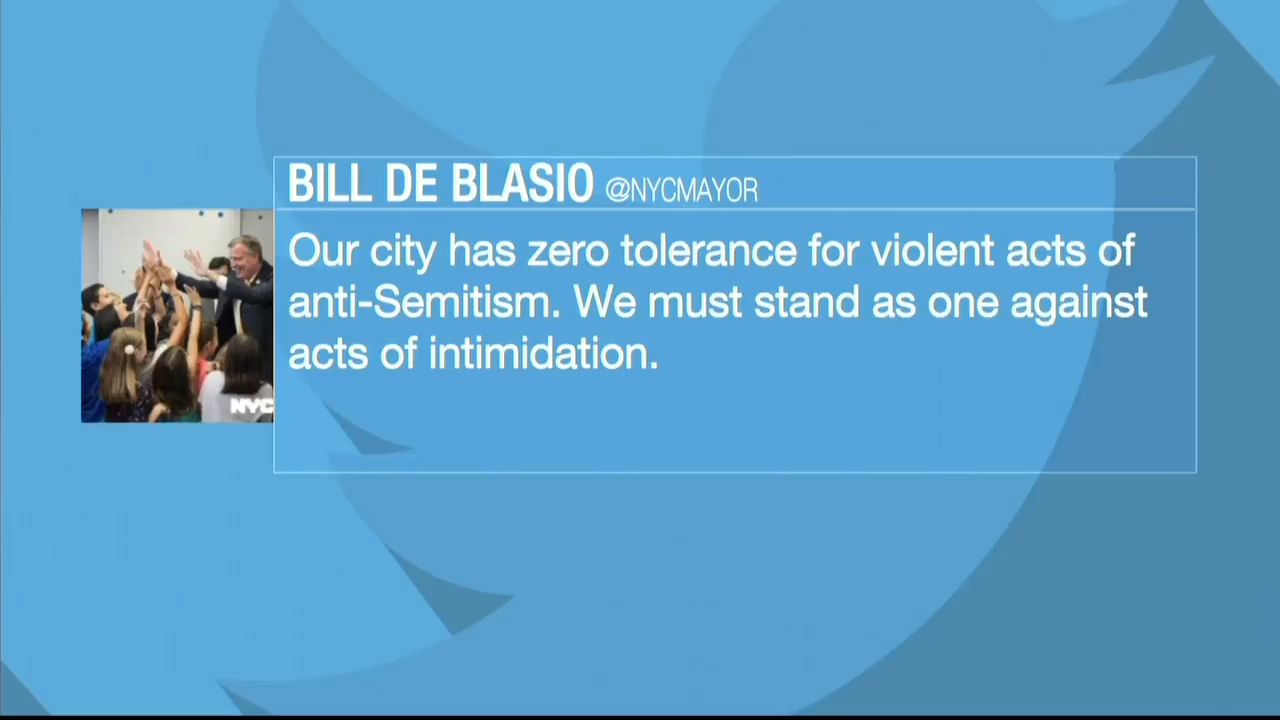 BILL DE BLASIO @NYCMAYOR
Our city has zero tolerance for violent acts of
anti-Semitism. We must stand as one against
acts of intimidation.
NYC